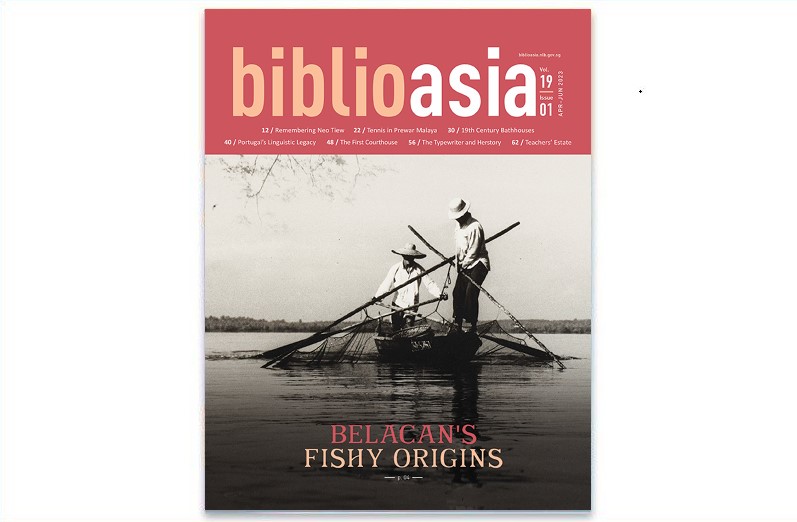 biblioasia.nlb.gov.sg
biblioasia
Vol.
19
Issue
01
APR–JUN 2023
12 / Remembering Neo Tiew 22 / Tennis in Prewar Malaya 30 / 19th Century Bathhouses
40 / Portugal's Linguistic Legacy 48 / The First Courthouse 56 / The Typewriter and Herstory 62 / Teachers' Estate
BELACAN'S
FISHY ORIGINS
p. 04